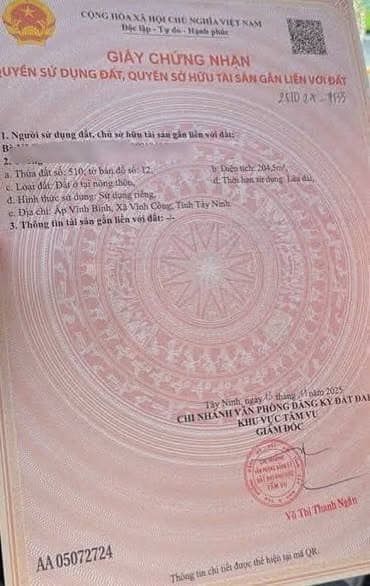 CỘNG HÒA XÃ HỘI CHỦ NGHĨA VIỆT NAM
Độc lập - Tự do - Hạnh phúc
GIẤY CHỨNG NHẬN
QUYỀN SỬ DỤNG ĐẤT, QUYỀN SỞ HỮU TÀI SẢN GẮN LIỀN VỚI ĐẤT
1. Người sử dụng đất, chủ sở hữu tài sản gắn liền với đất:
Bà
2.
a. Thửa đất số: 510; tờ bản đồ số: 12, b. Diện tích: 204,5m²,
c. Loại đất: Đất ở tại nông thôn, d. Thời hạn sử dụng: Lâu dài,
đ. Hình thức sử dụng: Sử dụng riêng,
e. Địa chỉ: Ấp Vĩnh Bình, Xã Vĩnh Công, Tỉnh Tây Ninh.
3. Thông tin tài sản gắn liền với đất: -/-
Tây Ninh, ngày tháng 11 năm 2025
CHI NHÁNH VĂN PHÒNG ĐĂNG KÝ ĐẤT ĐAI
KHU VỰC TẦM VU
GIÁM ĐỐC
Võ Thị Thanh Ngân
AA 05072724
Thông tin chi tiết được thể hiện tại mã QR.